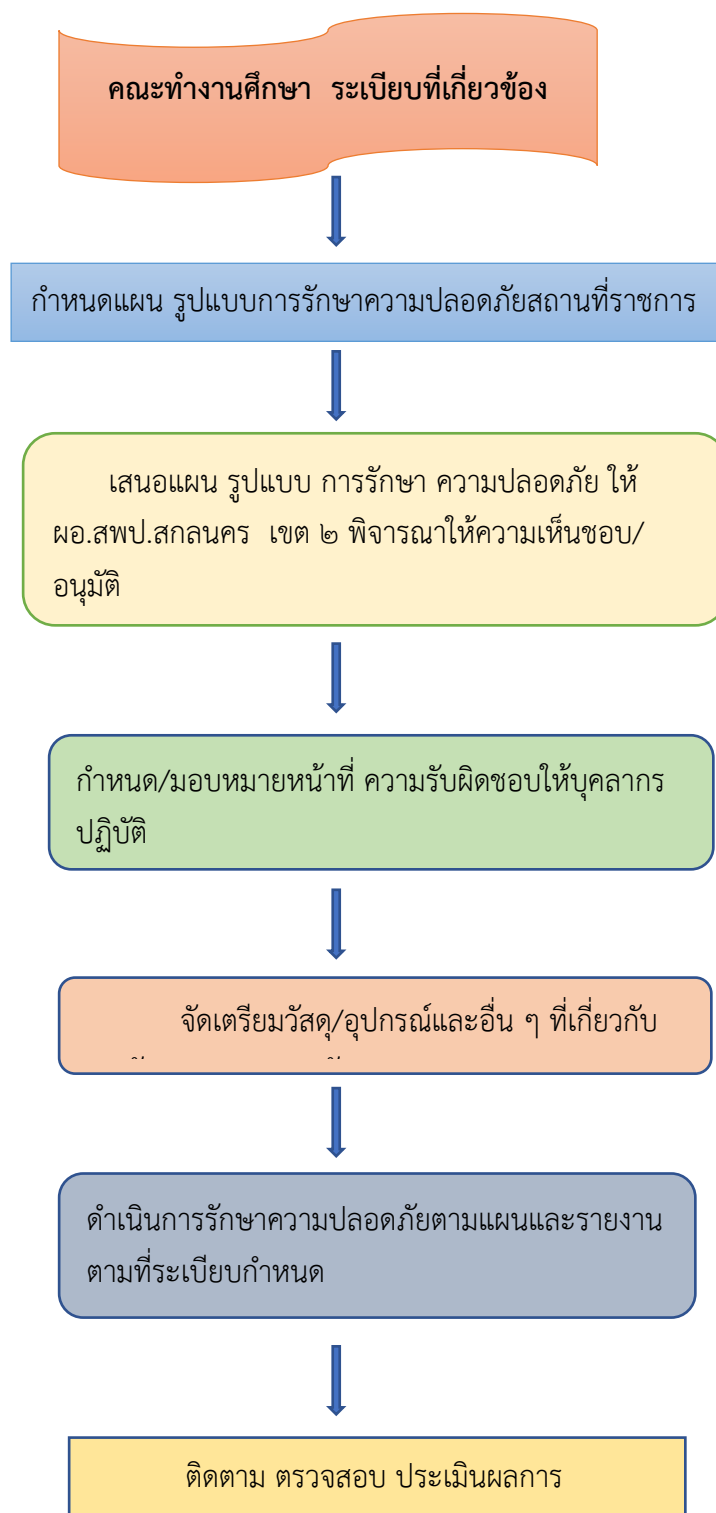 คณะทำงานศึกษา ระเบียบที่เกี่ยวข้อง
กำหนดแผน รูปแบบการรักษาความปลอดภัยสถานที่ราชการ
เสนอแผน รูปแบบ การรักษา ความปลอดภัย ให้
ผอ.สพป.สกลนคร เขต ๒ พิจารณาให้ความเห็นชอบ/
อนุมัติ
กำหนด/มอบหมายหน้าที่ ความรับผิดชอบให้บุคลากร
ปฏิบัติ
จัดเตรียมวัสดุ/อุปกรณ์และอื่น ๆ ที่เกี่ยวกับ
ดำเนินการรักษาความปลอดภัยตามแผนและรายงาน
ตามที่ระเบียบกำหนด
ติดตาม ตรวจสอบ ประเมินผลการ